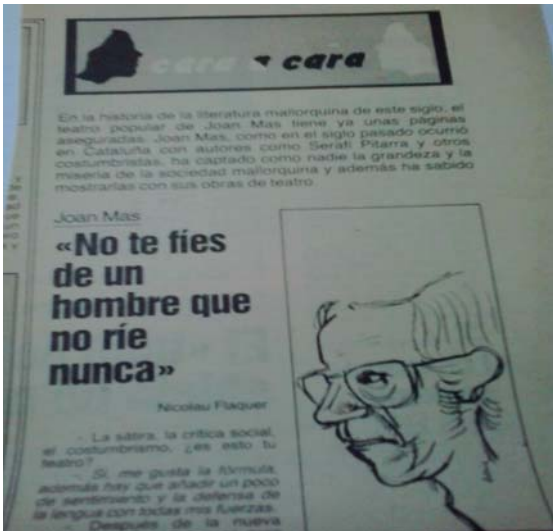 cara a cara
En la historia de la literatura mallorquina de este siglo, el
teatro popular de Joan Mas tiene ya unas páginas
aseguradas. Joan Mas, como en el siglo pasado ocurrió
en Cataluña con autores como Serafí Pitarra y otros
costumbristas, ha captado como nadie la grandeza y la
miseria de la sociedad mallorquina y además ha sabido
mostrarlas con sus obras de teatro.
Joan Mas
«No te fíes
de un
hombre que
no ríe
nunca»
Nicolau Flaquer
- La sátira, la crítica social,
el costumbrismo, ¿es esto tu
teatro?
- Sí, me gusta la fórmula,
además hay que añadir un poco
de sentimiento y la defensa de
la lengua con todas mis fuerzas.
- Después de la nueva